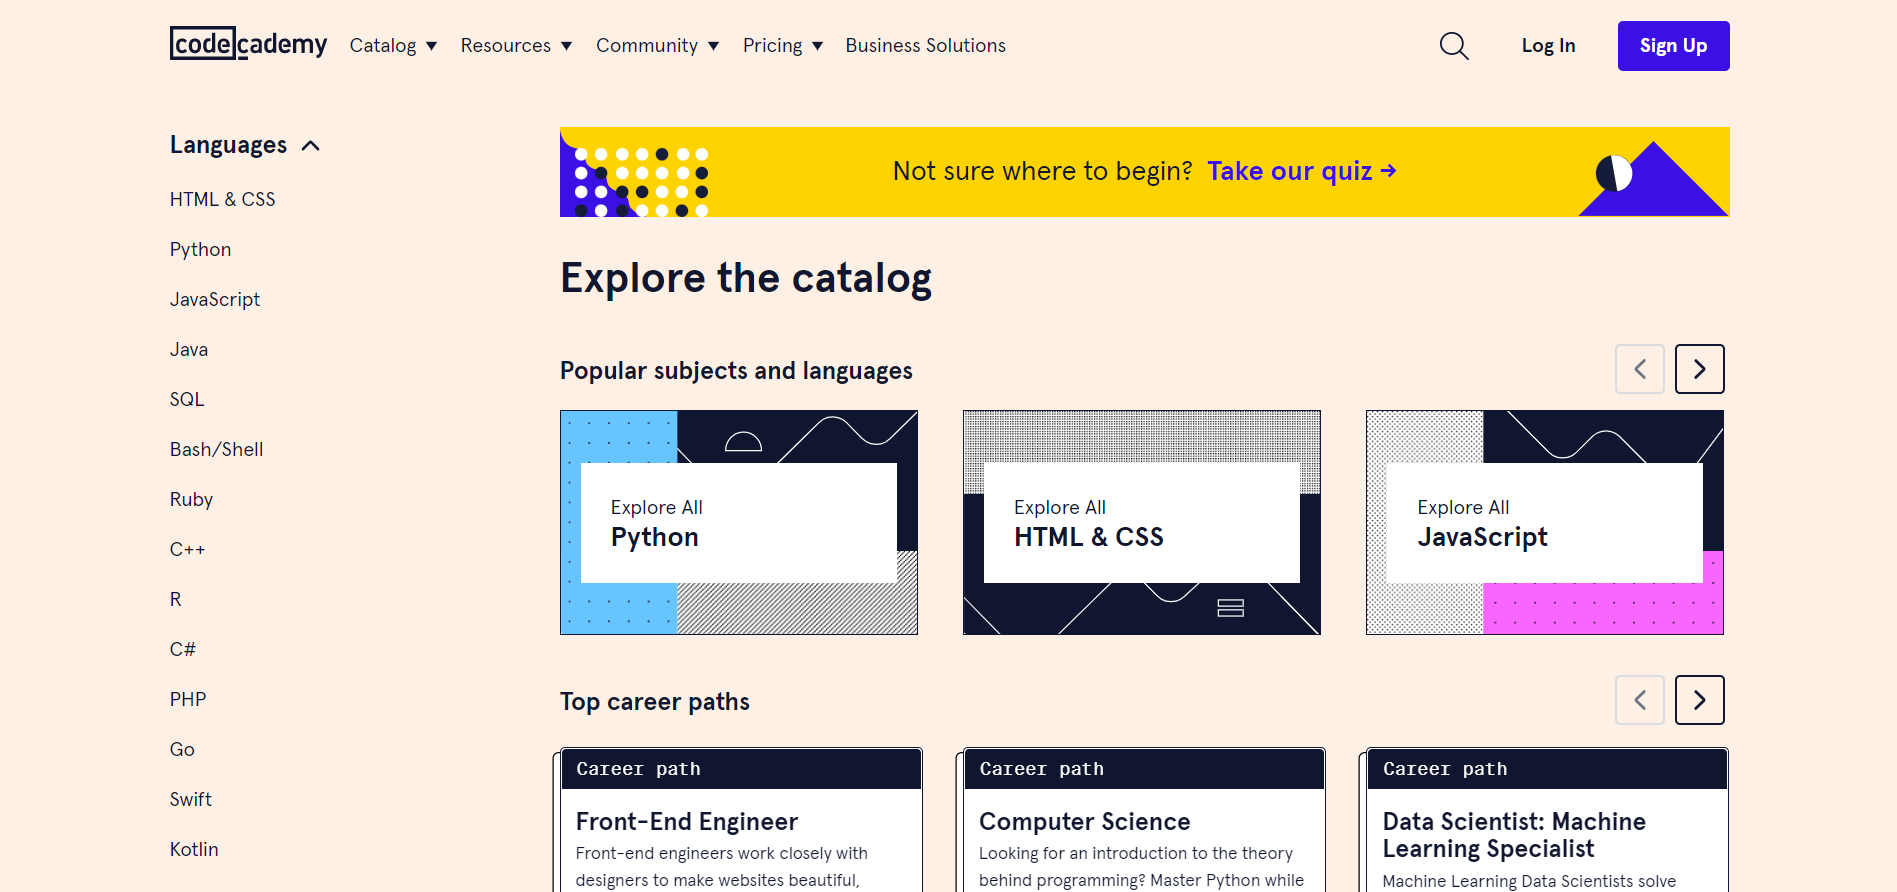 codecademy
Catalog
Resources
Community
Pricing
Business Solutions
Log In
Sign Up
Languages
HTML & CSS
Python
JavaScript
Java
SQL
Bash/Shell
Ruby
C++
R
C#
PHP
Go
Swift
Kotlin
Not sure where to begin? Take our quiz →
Explore the catalog
Popular subjects and languages
Explore All
Python
Explore All
HTML & CSS
Explore All
JavaScript
Top career paths
Career path
Front-End Engineer
Front-end engineers work closely with
designers to make websites beautiful,
Career path
Computer Science
Looking for an introduction to the theory
behind programming? Master Python while
Career path
Data Scientist: Machine
Learning Specialist
Machine Learning Data Scientists solve